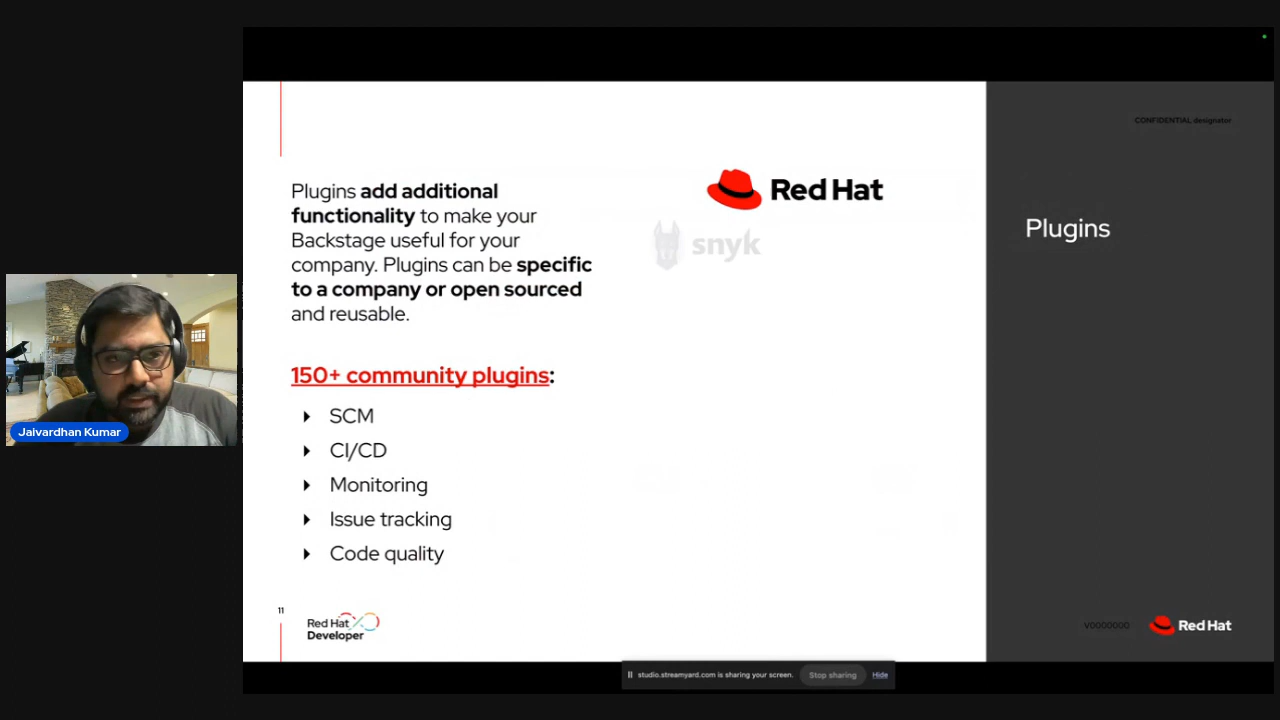 CONFIDENTIAL designator
Plugins add additional
functionality to make your
Backstage useful for your
company. Plugins can be specific
to a company or open sourced
and reusable.
Red Hat
snyk
Plugins
150+ community plugins:
SCM
CI/CD
Monitoring
Issue tracking
Code quality
Jaivardhan Kumar
11
Red Hat
Developer
V0000000
Red Hat
studio.streamyard.com is sharing your screen.
Stop sharing
Hide